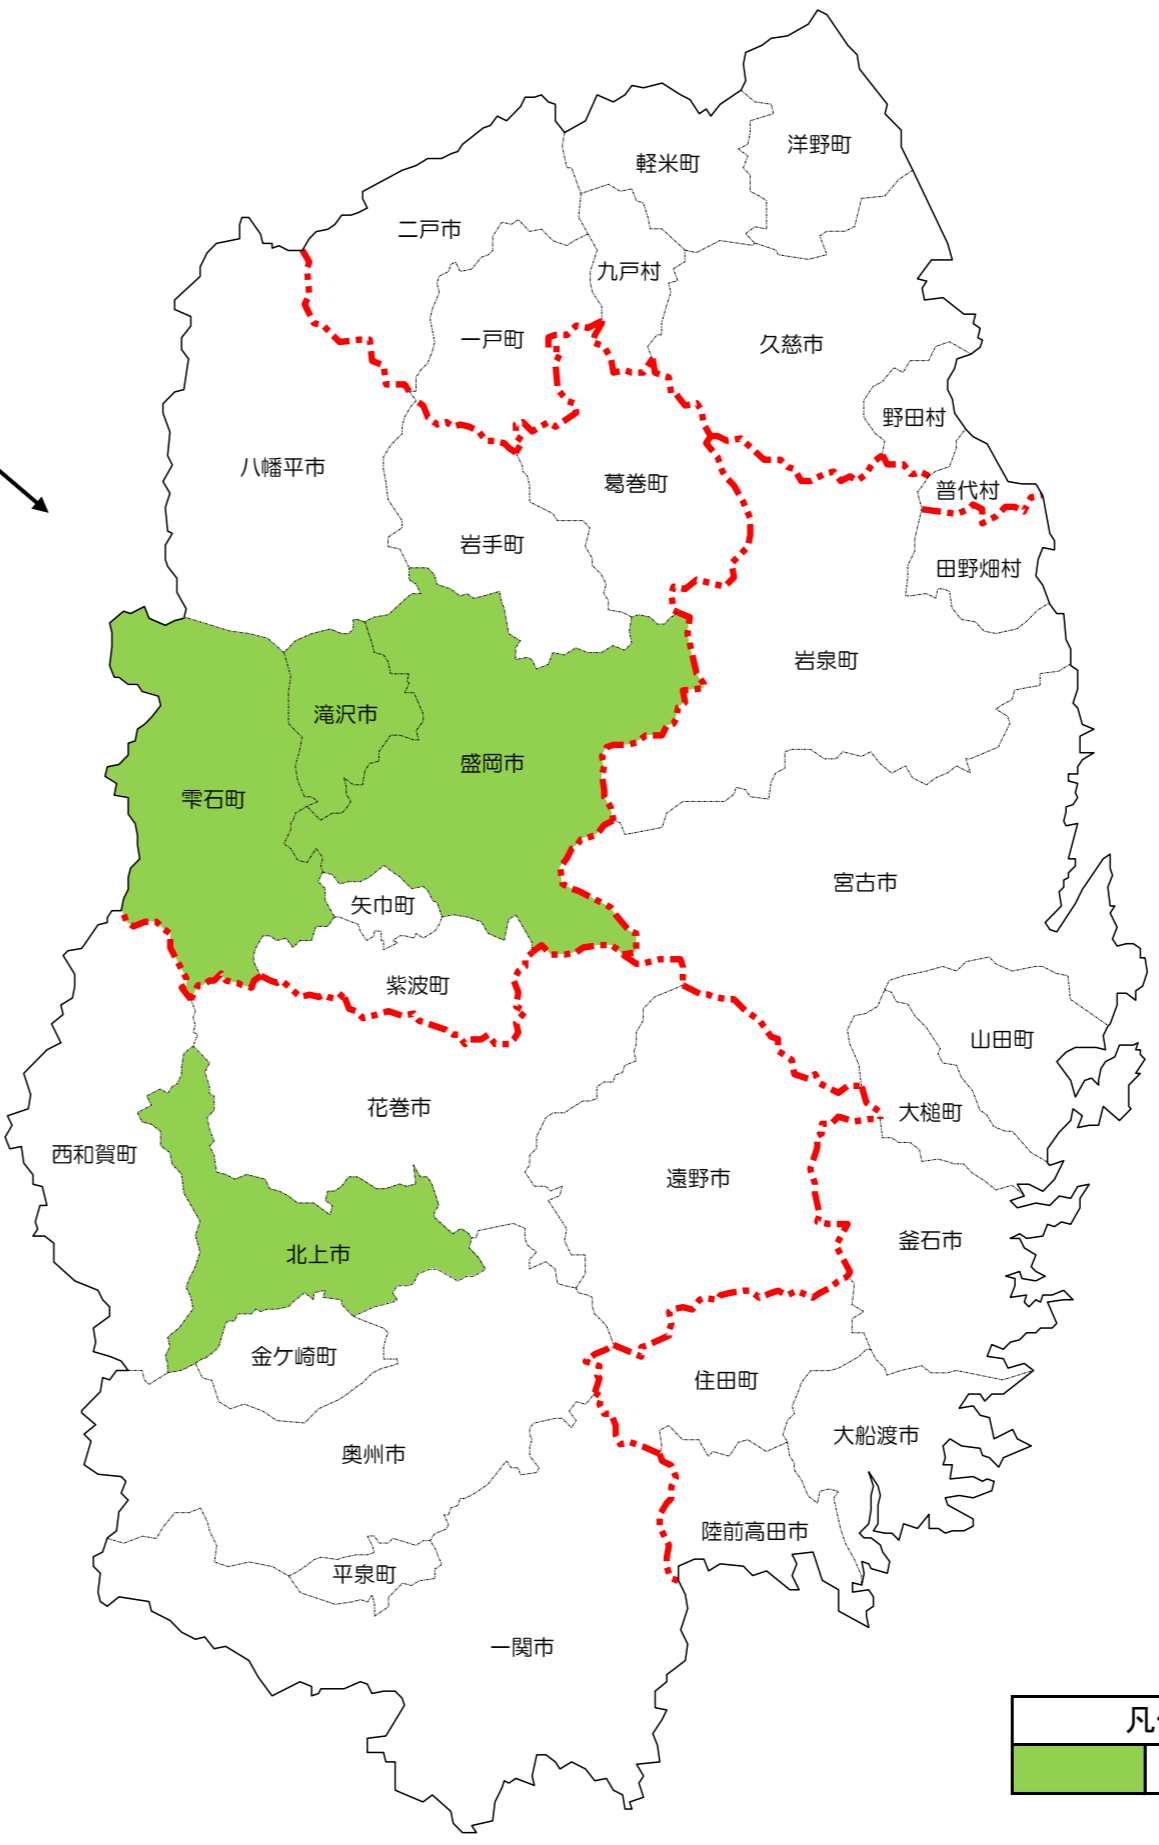 洋野町
軽米町
二戸市
九戸村
一戸町
久慈市
野田村
八幡平市
葛巻町
普代村
岩手町
田野畑村
岩泉町
滝沢市
盛岡市
雫石町
宮古市
矢巾町
紫波町
山田町
花巻市
大槌町
西和賀町
遠野市
釜石市
北上市
金ケ崎町
住田町
大船渡市
奥州市
陸前高田市
平泉町
一関市
凡